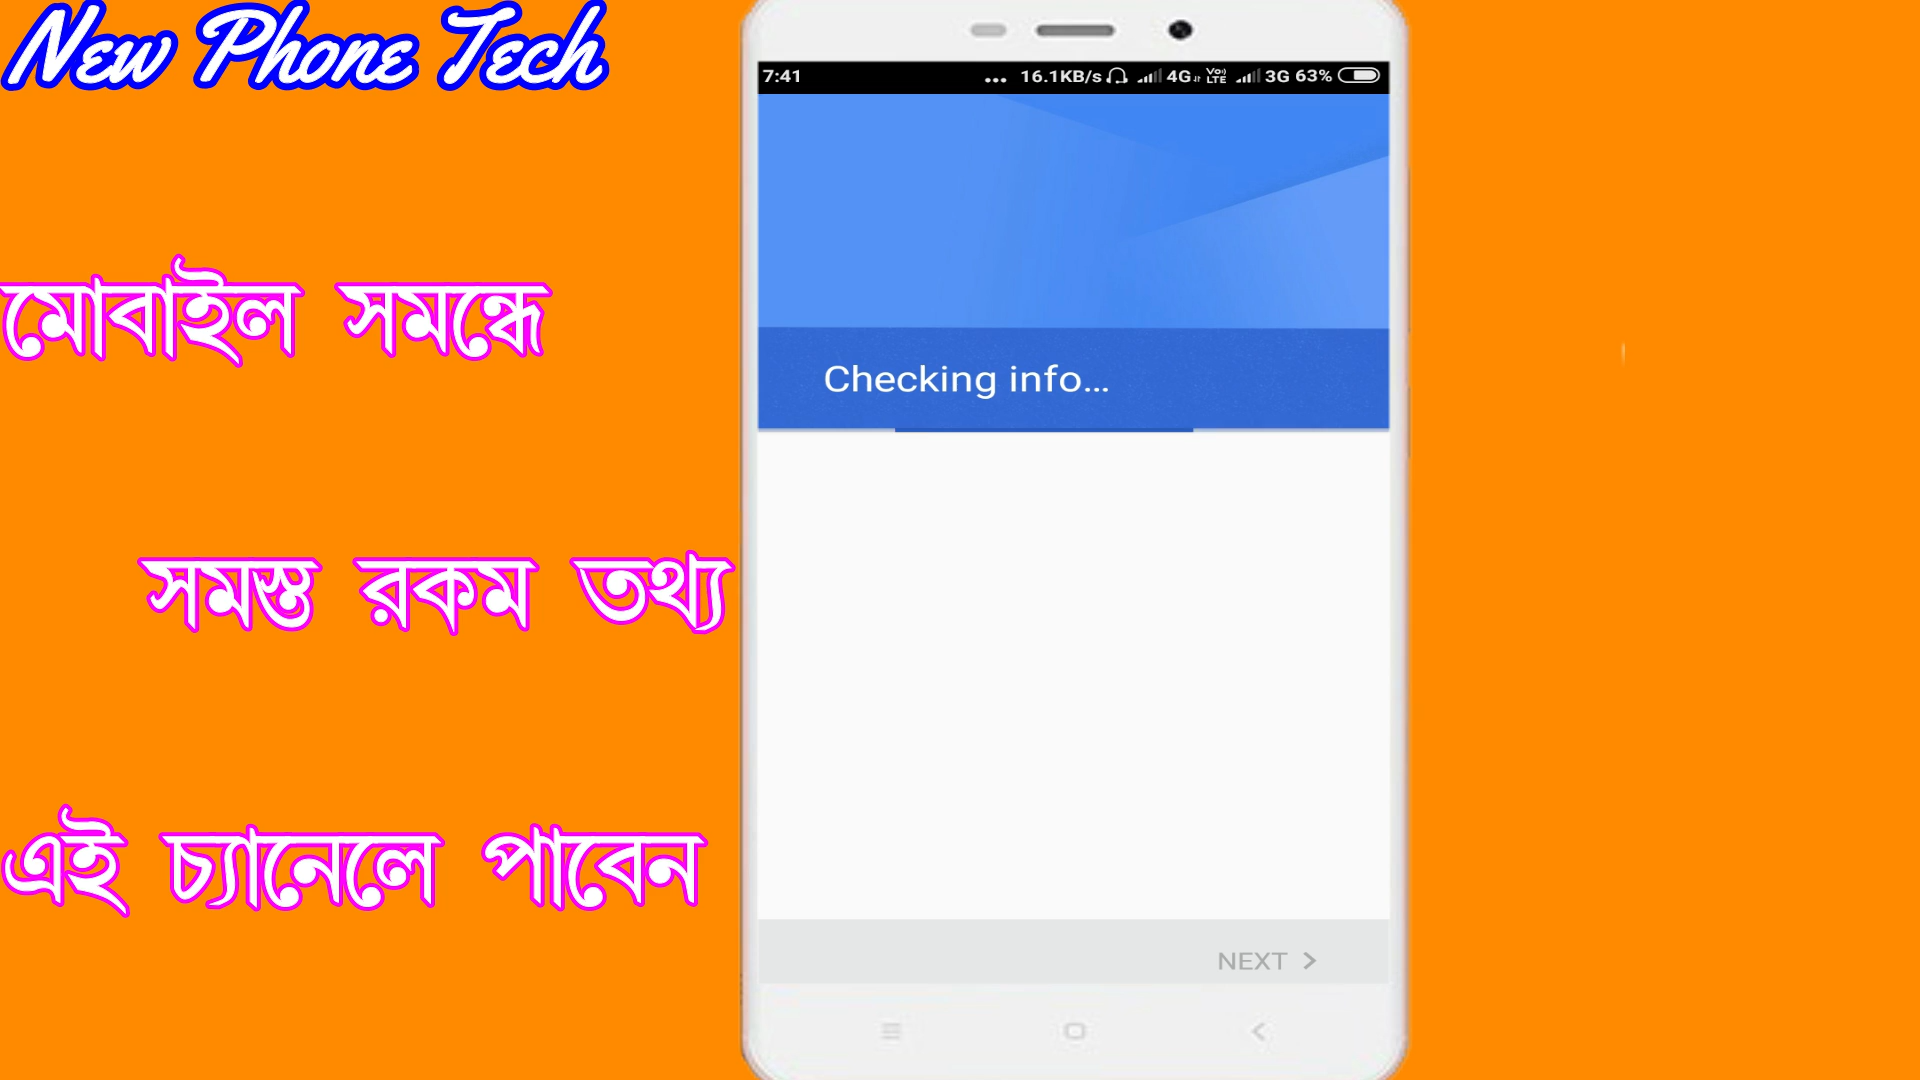 New Phone Tech
মোবাইল সমন্ধে
সমস্ত রকম তথ্য
এই চ্যানেলে পাবেন
7:41 ... 16.1KB/s 4G VoLTE 3G 63%
Checking info...
NEXT >